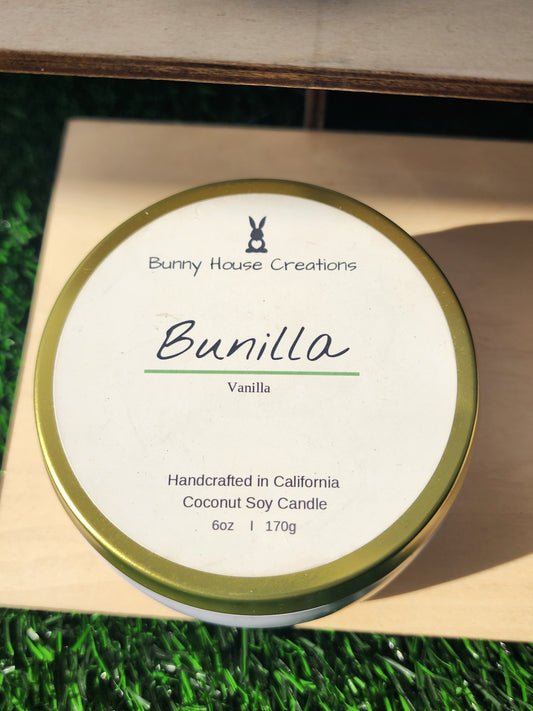 Bunny House Creations
Bunilla
Vanilla
Handcrafted in California
Coconut Soy Candle
6oz | 170g